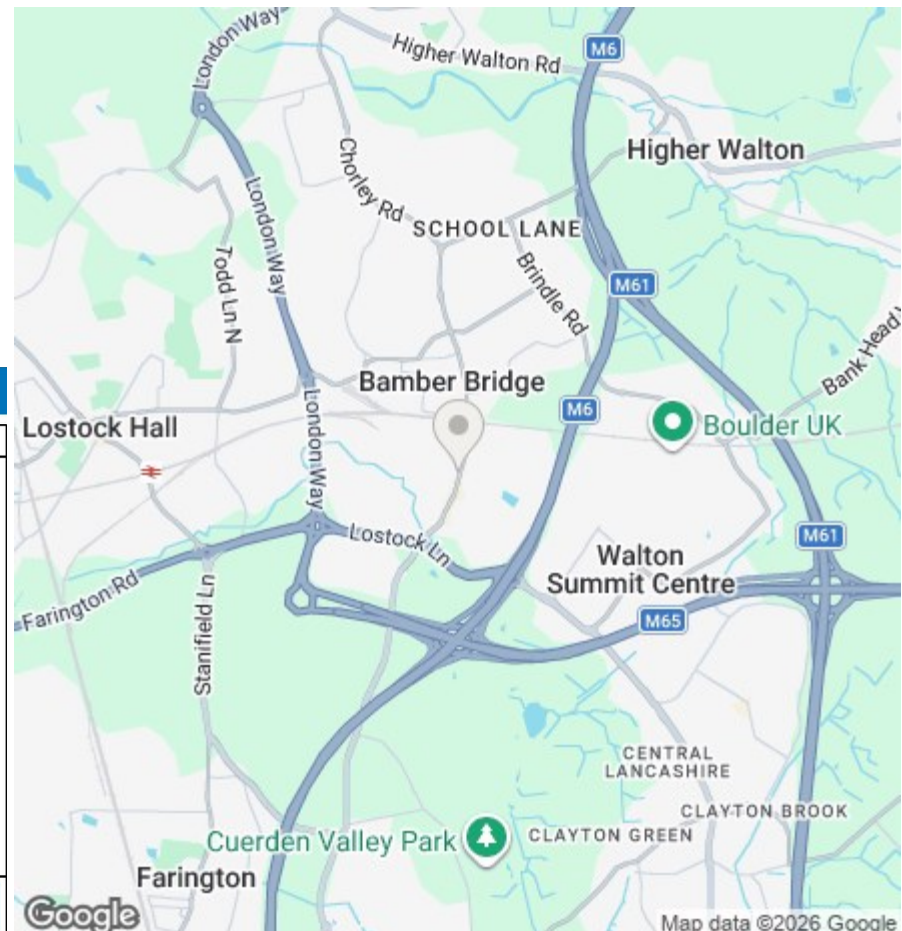 London Way
Higher Walton Rd
M6
Higher Walton
Chorley Rd
SCHOOL LANE
London Way
Todd Ln N
Brindle Rd
M61
Bank Head
Bamber Bridge
M6
Boulder UK
Lostock Hall
London Way
Lostock Ln
M61
Walton
Summit Centre
Farington Rd
Stanifield Ln
M65
CENTRAL
LANCASHIRE
CLAYTON BROOK
Cuerden Valley Park
CLAYTON GREEN
Farington
Google
Map data ©2026 Google